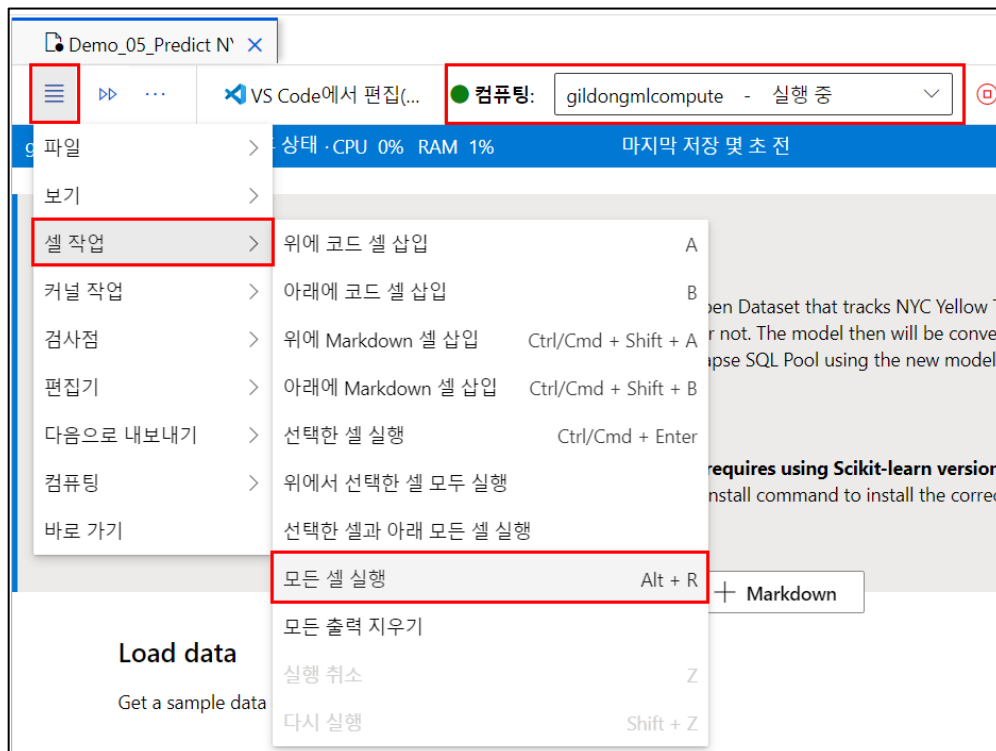 Demo_05_Predict NY
VS Code에서 편집(...
컴퓨팅: gildongmlcompute - 실행 중
상태 · CPU 0% RAM 1% 마지막 저장 몇 초 전
파일
보기
셀 작업
커널 작업
검사점
편집기
다음으로 내보내기
컴퓨팅
바로 가기
위에 코드 셀 삽입 A
아래에 코드 셀 삽입 B
위에 Markdown 셀 삽입 Ctrl/Cmd + Shift + A
아래에 Markdown 셀 삽입 Ctrl/Cmd + Shift + B
선택한 셀 실행 Ctrl/Cmd + Enter
위에서 선택한 셀 모두 실행
선택한 셀과 아래 모든 셀 실행
모든 셀 실행 Alt + R
모든 출력 지우기
실행 취소 Z
다시 실행 Shift + Z
pen Dataset that tracks NYC Yellow
r not. The model then will be conve
apse SQL Pool using the new model
requires using Scikit-learn version
nstall command to install the corre
+ Markdown
Load data
Get a sample data